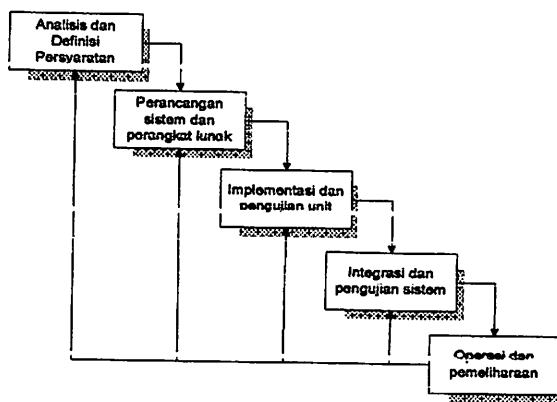 Analisis dan
Definisi
Persyaratan
Perancangan
sistem dan
perangkat lunak
Implementasi dan
pengujian unit
Integrasi dan
pengujian sistem
Operasi dan
pemeliharaan